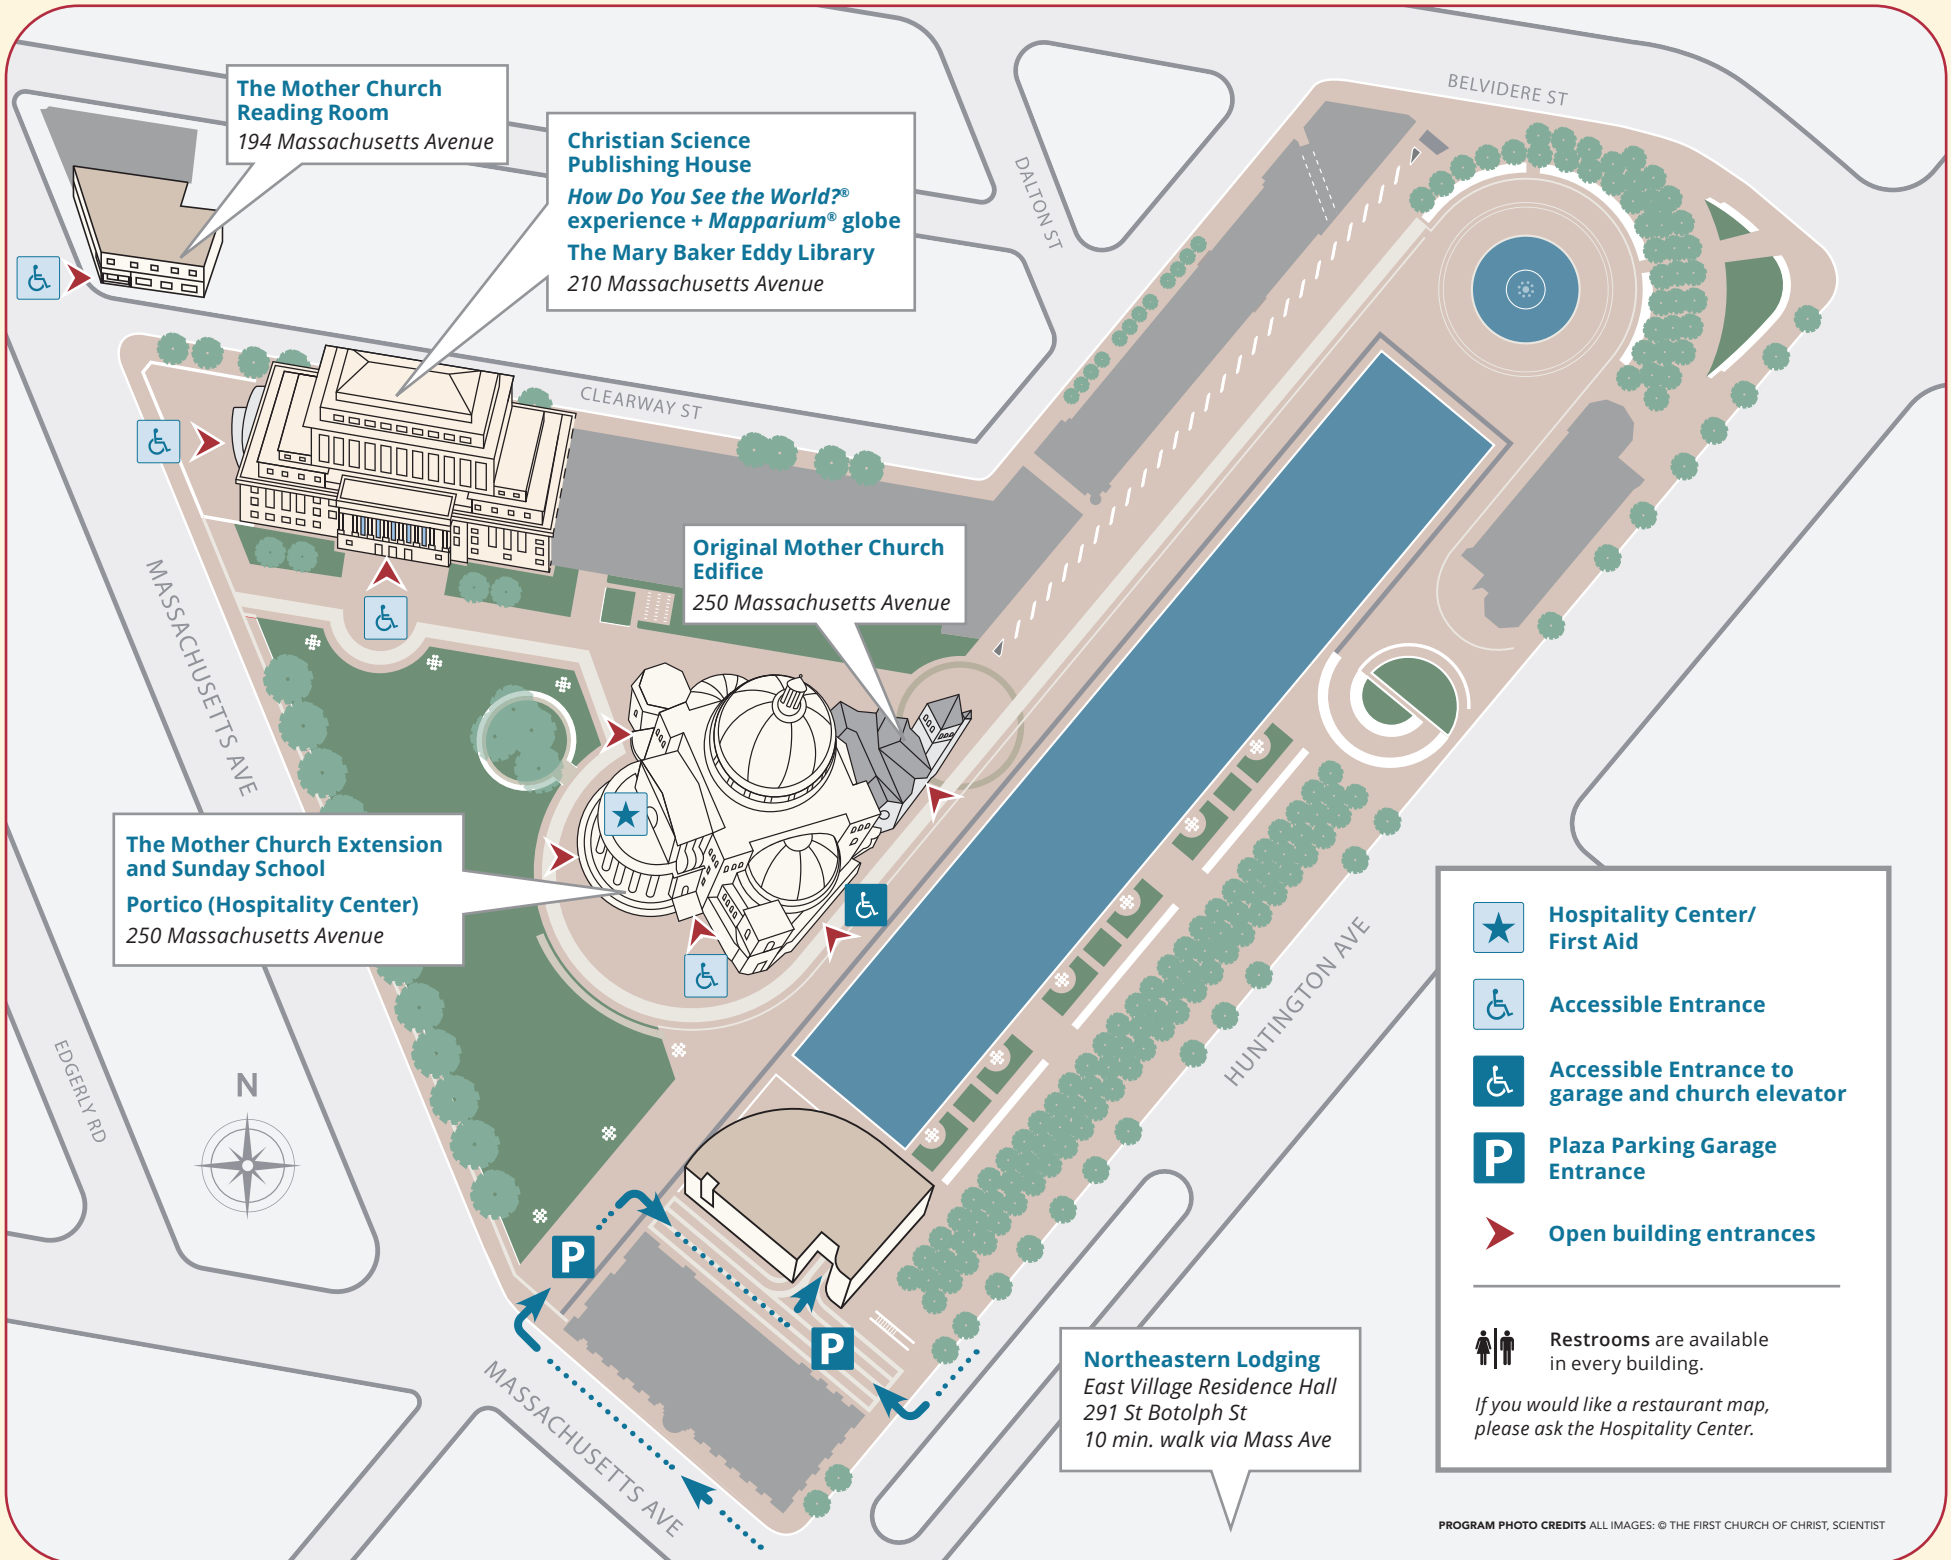 BELVIDERE ST
The Mother Church
Reading Room
194 Massachusetts Avenue
Christian Science
Publishing House
How Do You See the World?®
experience + Mapparium® globe
The Mary Baker Eddy Library
210 Massachusetts Avenue
DALTON ST
CLEARWAY ST
Original Mother Church
Edifice
250 Massachusetts Avenue
MASSACHUSETTS AVE
The Mother Church Extension
and Sunday School
Portico (Hospitality Center)
250 Massachusetts Avenue
HUNTINGTON AVE
EDGERLY RD
N
P
P
MASSACHUSETTS AVE
Northeastern Lodging
East Village Residence Hall
291 St Botolph St
10 min. walk via Mass Ave
Hospitality Center/
First Aid
Accessible Entrance
Accessible Entrance to
garage and church elevator
P
Plaza Parking Garage
Entrance
Open building entrances
Restrooms are available
in every building.
If you would like a restaurant map,
please ask the Hospitality Center.
PROGRAM PHOTO CREDITS ALL IMAGES: © THE FIRST CHURCH OF CHRIST, SCIENTIST